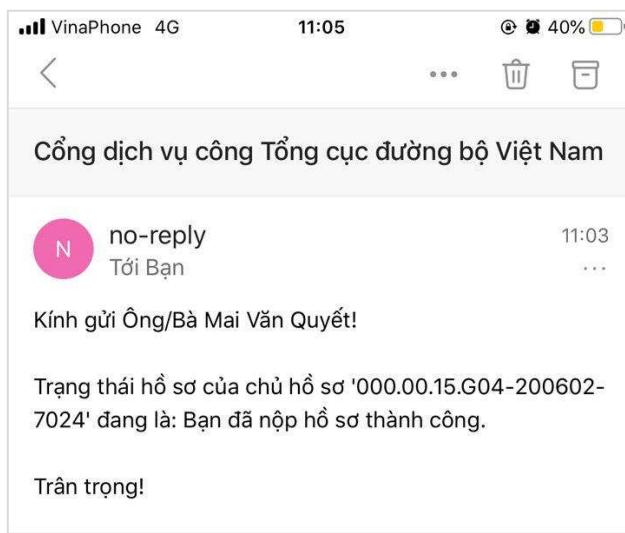 VinaPhone 4G 11:05 40%
Cổng dịch vụ công Tổng cục đường bộ Việt Nam
N
no-reply 11:03
Tới Bạn
Kính gửi Ông/Bà Mai Văn Quyết!
Trạng thái hồ sơ của chủ hồ sơ '000.00.15.G04-200602-
7024' đang là: Bạn đã nộp hồ sơ thành công.
Trân trọng!